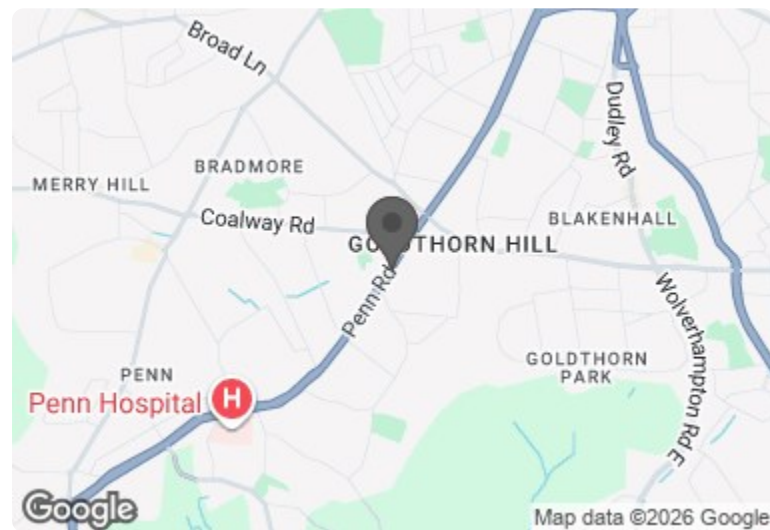 Broad Ln
Dudley Rd
BRADMORE
MERRY HILL
Coalway Rd
BLAKENHALL
GOLDTHORN HILL
Penn Rd
Wolverhampton Rd E
GOLDTHORN
PARK
PENN
Penn Hospital
H
Google
Map data ©2026 Google